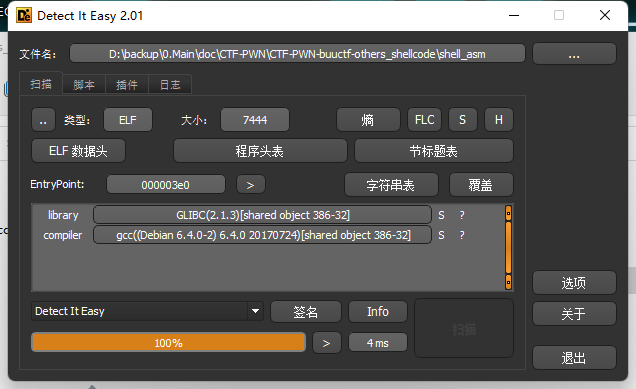 Detect It Easy 2.01
文件名: D:\backup\0.Main\doc\CTF-PWN\CTF-PWN-buuctf-others_shellcode\shell_asm ...
扫描 脚本 插件 日志
.. 类型: ELF 大小: 7444 熵 FLC S H
ELF 数据头 程序头表 节标题表
EntryPoint: 000003e0 > 字符串表 覆盖
library GLIBC(2.1.3)[shared object 386-32] S ?
compiler gcc((Debian 6.4.0-2) 6.4.0 20170724)[shared object 386-32] S ?
选项
Detect It Easy 签名 Info 扫描 关于
100% > 4 ms
退出